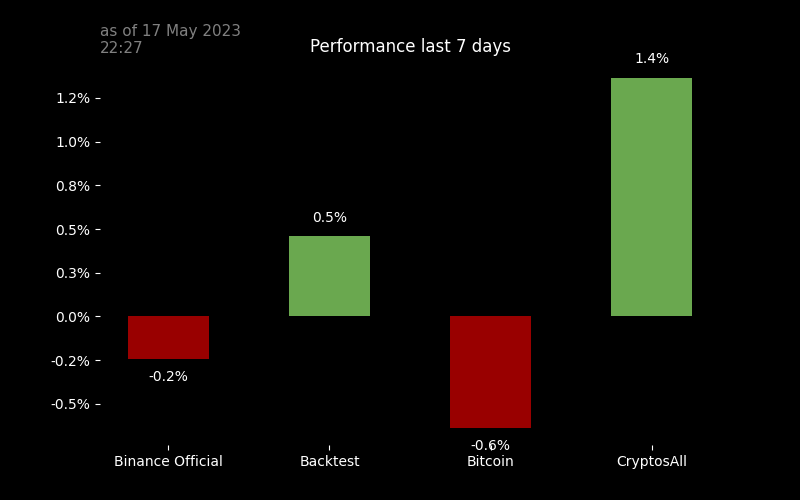 as of 17 May 2023
22:27
Performance last 7 days
1.4%
1.2%
1.0%
0.8%
0.5%
0.5%
0.3%
0.0%
-0.2%
-0.2%
-0.5%
-0.6%
Binance Official
Backtest
Bitcoin
CryptosAll